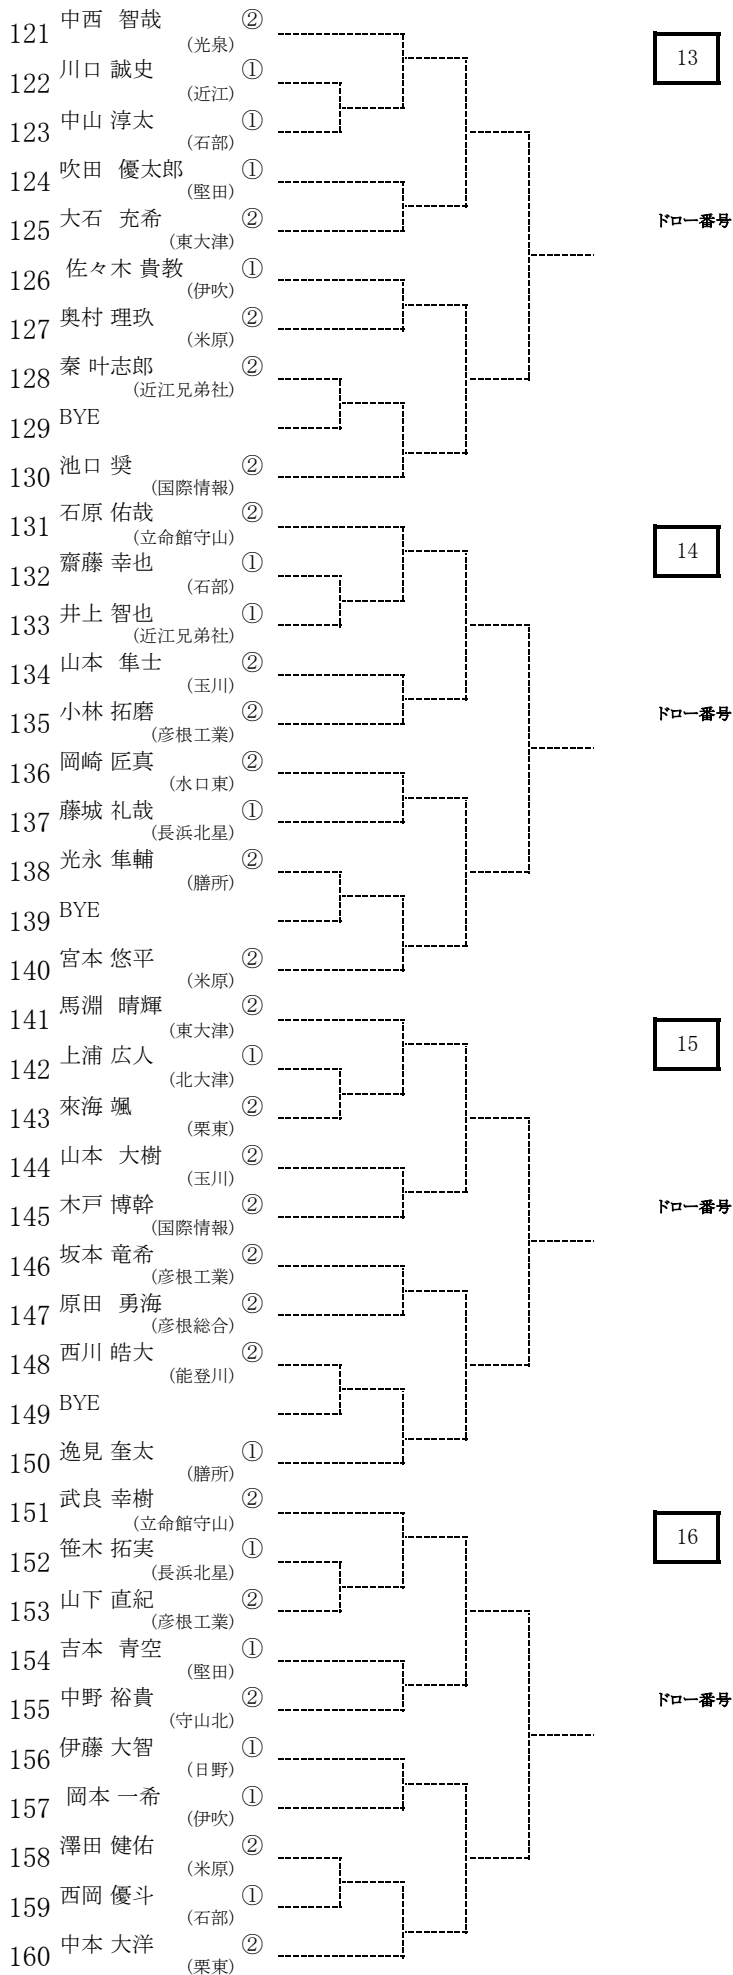 121 中西 智哉 ②
(光泉)
13
122 川口 誠史 ①
(近江)
123 中山 淳太 ①
(石部)
124 吹田 優太郎 ①
(堅田)
125 大石 充希 ②
(東大津)
ドロー番号
126 佐々木 貴教 ①
(伊吹)
127 奥村 理玖 ②
(米原)
128 秦 叶志郎 ②
(近江兄弟社)
129 BYE
130 池口 奨 ②
(国際情報)
131 石原 佑哉 ②
(立命館守山)
14
132 齋藤 幸也 ①
(石部)
133 井上 智也 ①
(近江兄弟社)
134 山本 隼士 ②
(玉川)
135 小林 拓磨 ②
(彦根工業)
ドロー番号
136 岡崎 匠真 ②
(水口東)
137 藤城 礼哉 ①
(長浜北星)
138 光永 隼輔 ②
(膳所)
139 BYE
140 宮本 悠平 ②
(米原)
141 馬淵 晴輝 ②
(東大津)
15
142 上浦 広人 ①
(北大津)
143 來海 颯 ②
(栗東)
144 山本 大樹 ②
(玉川)
145 木戸 博幹 ②
(国際情報)
ドロー番号
146 坂本 竜希 ②
(彦根工業)
147 原田 勇海 ②
(彦根総合)
148 西川 皓大 ②
(能登川)
149 BYE
150 逸見 奎太 ①
(膳所)
151 武良 幸樹 ②
(立命館守山)
16
152 笹木 拓実 ①
(長浜北星)
153 山下 直紀 ②
(彦根工業)
154 吉本 青空 ①
(堅田)
155 中野 裕貴 ②
(守山北)
ドロー番号
156 伊藤 大智 ①
(日野)
157 岡本 一希 ①
(伊吹)
158 澤田 健佑 ②
(米原)
159 西岡 優斗 ①
(石部)
160 中本 大洋 ②
(栗東)